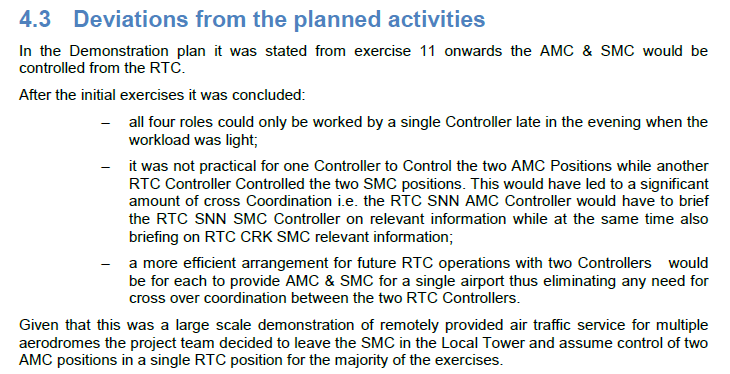 4.3 Deviations from the planned activities
In the Demonstration plan it was stated from exercise 11 onwards the AMC & SMC would be
controlled from the RTC.
After the initial exercises it was concluded:
– all four roles could only be worked by a single Controller late in the evening when the
workload was light;
– it was not practical for one Controller to Control the two AMC Positions while another
RTC Controller Controlled the two SMC positions. This would have led to a significant
amount of cross Coordination i.e. the RTC SNN AMC Controller would have to brief
the RTC SNN SMC Controller on relevant information while at the same time also
briefing on RTC CRK SMC relevant information;
– a more efficient arrangement for future RTC operations with two Controllers would
be for each to provide AMC & SMC for a single airport thus eliminating any need for
cross over coordination between the two RTC Controllers.
Given that this was a large scale demonstration of remotely provided air traffic service for multiple
aerodromes the project team decided to leave the SMC in the Local Tower and assume control of two
AMC positions in a single RTC position for the majority of the exercises.